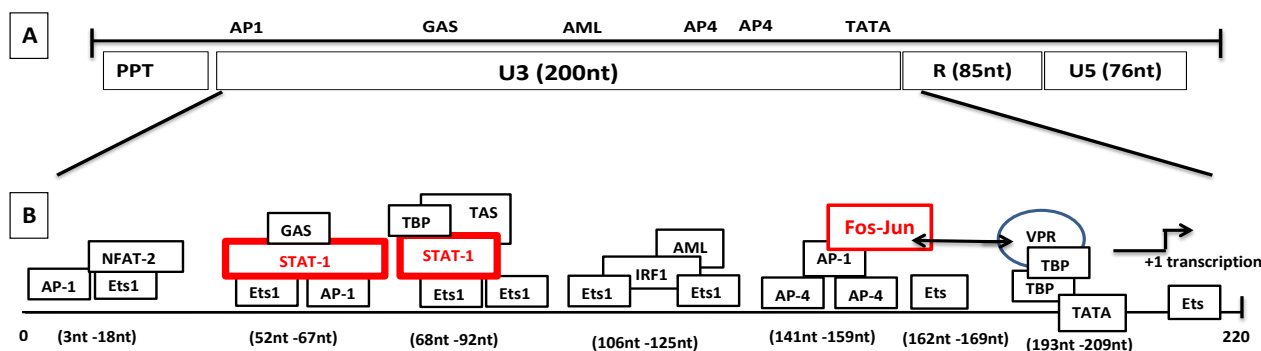 A
AP1 GAS AML AP4 AP4 TATA
PPT U3 (200nt) R (85nt) U5 (76nt)
B
TBP TAS Fos-Jun
GAS AML VPR
NFAT-2 STAT-1 STAT-1 IRF1 AP-1 TBP +1 transcription
AP-1 Ets1 Ets1 AP-1 Ets1 Ets1 Ets1 Ets1 AP-4 AP-4 Ets TBP
TATA Ets
0 (3nt -18nt) (52nt -67nt) (68nt -92nt) (106nt -125nt) (141nt -159nt) (162nt -169nt) (193nt -209nt) 220